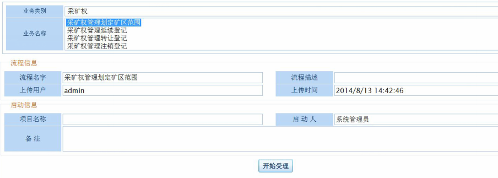 业务类别 采矿权
业务名称 采矿权管理划定矿区范围
采矿权管理延续登记
采矿权管理转让登记
采矿权管理注销登记
流程信息
流程名字 采矿权管理划定矿区范围 流程描述
上传用户 admin 上传时间 2014/8/13 14:42:46
启动信息
项目名称 启 动 人 系统管理员
备 注
开始受理